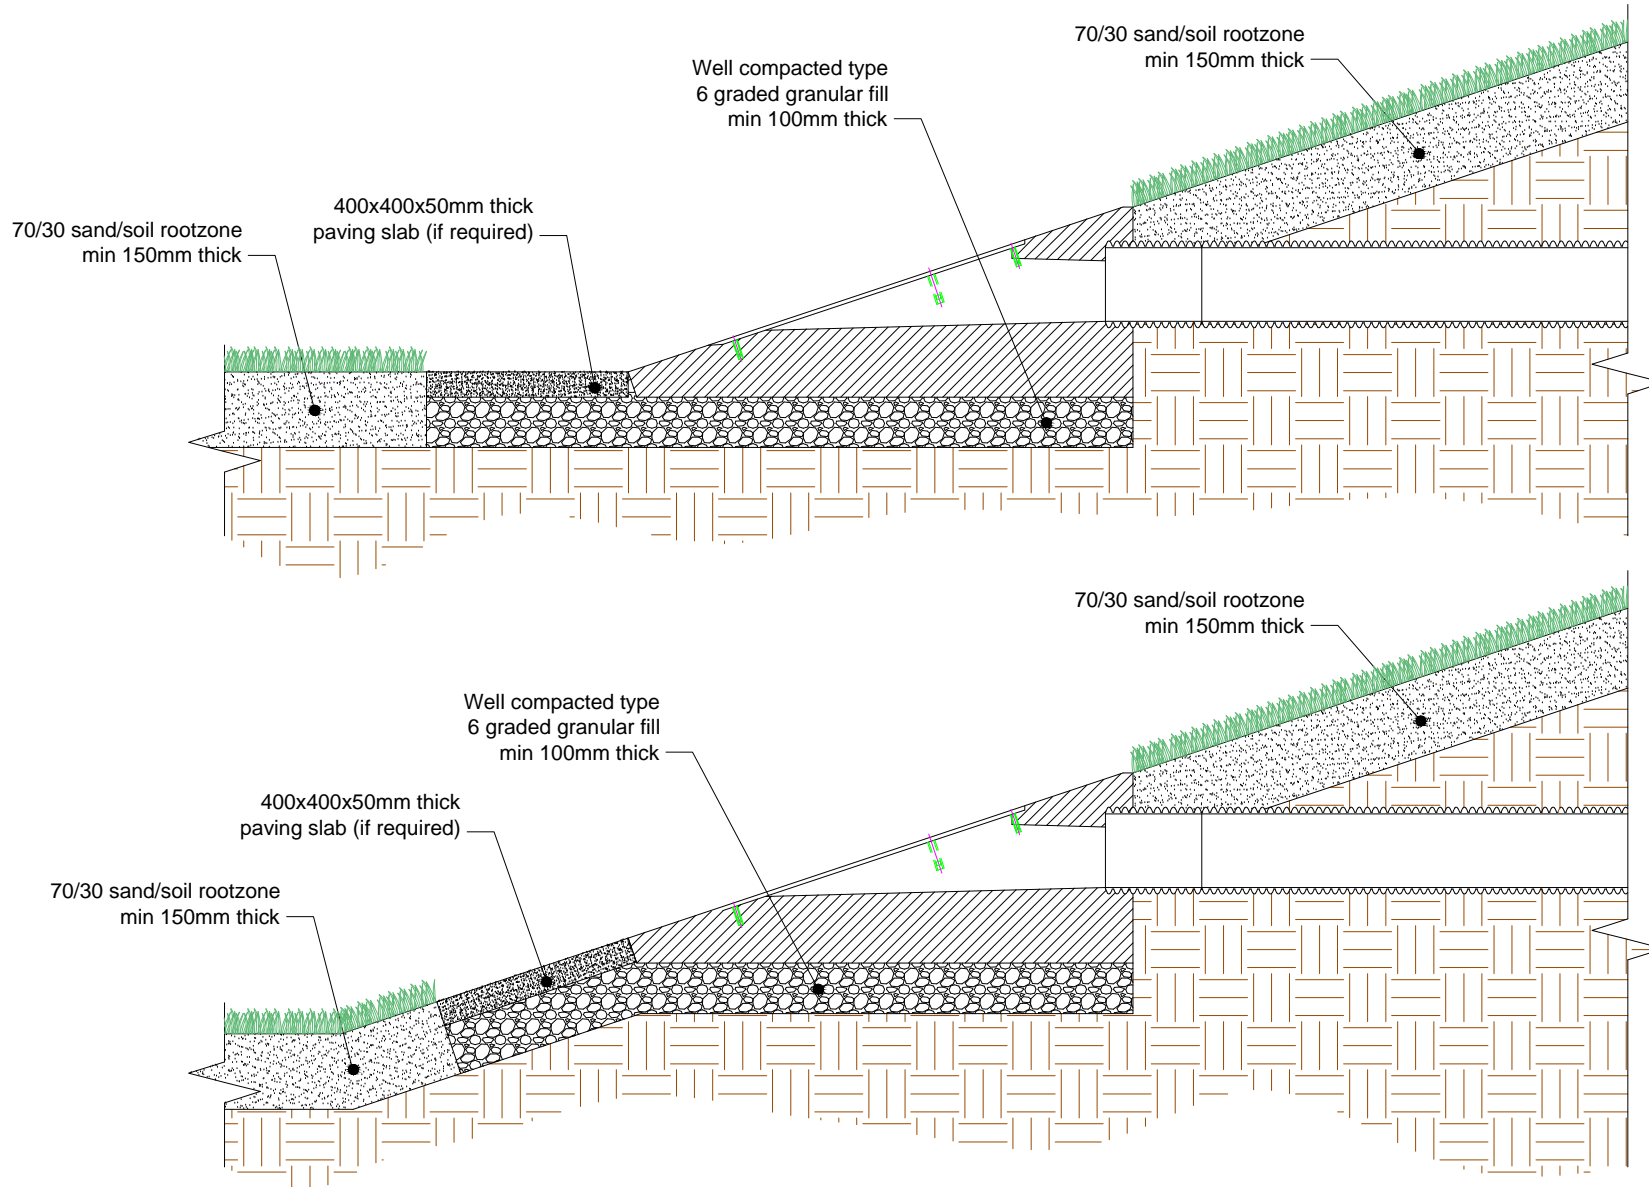 70/30 sand/soil rootzone
min 150mm thick
Well compacted type
6 graded granular fill
min 100mm thick
400x400x50mm thick
paving slab (if required)
70/30 sand/soil rootzone
min 150mm thick
70/30 sand/soil rootzone
min 150mm thick
Well compacted type
6 graded granular fill
min 100mm thick
400x400x50mm thick
paving slab (if required)
70/30 sand/soil rootzone
min 150mm thick